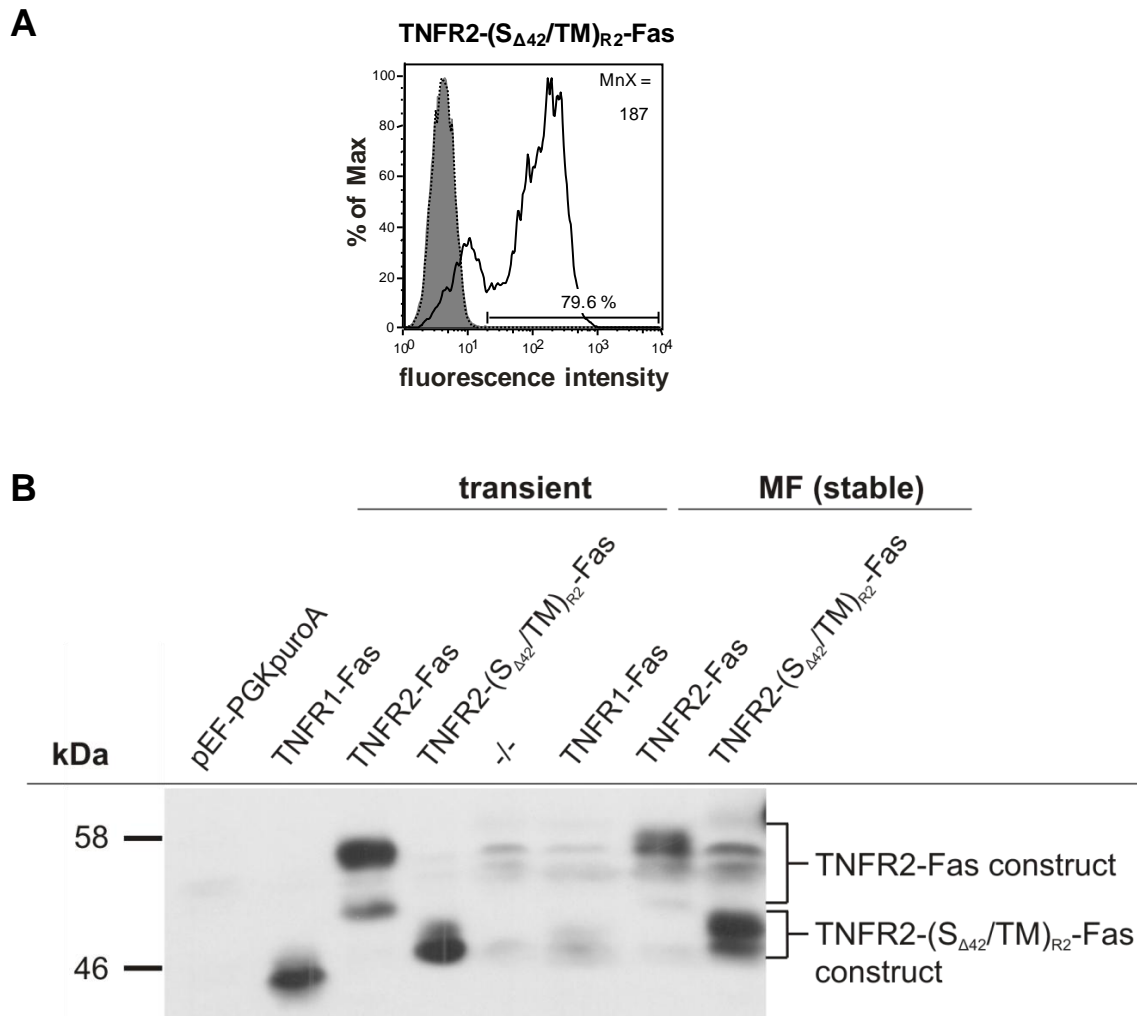 A
TNFR2-(SΔ42/TM)R2-Fas
% of Max
100
80
60
40
20
0
MnX =
187
79.6 %
10⁰ 10¹ 10² 10³ 10⁴
fluorescence intensity
B
transient MF (stable)
pEF-PGKpuroA
TNFR1-Fas
TNFR2-Fas
TNFR2-(SΔ42/TM)R2-Fas
-/-
TNFR1-Fas
TNFR2-Fas
TNFR2-(SΔ42/TM)R2-Fas
kDa
58
46
TNFR2-Fas construct
TNFR2-(SΔ42/TM)R2-Fas
construct